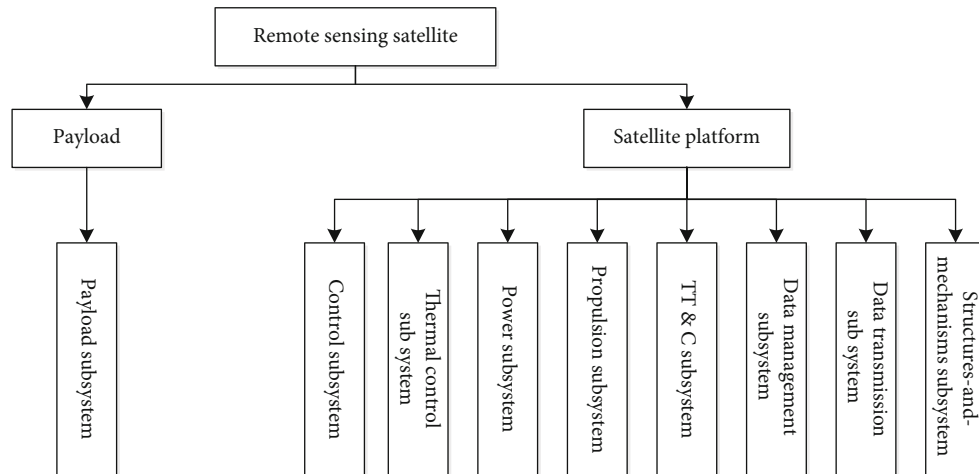 Remote sensing satellite
Payload
Satellite platform
Payload subsystem
Control subsystem
Thermal control
sub system
Power subsystem
Propulsion subsystem
TT & C subsystem
Data management
subsystem
Data transmission
sub system
Structures-and-
mechanisms subsystem